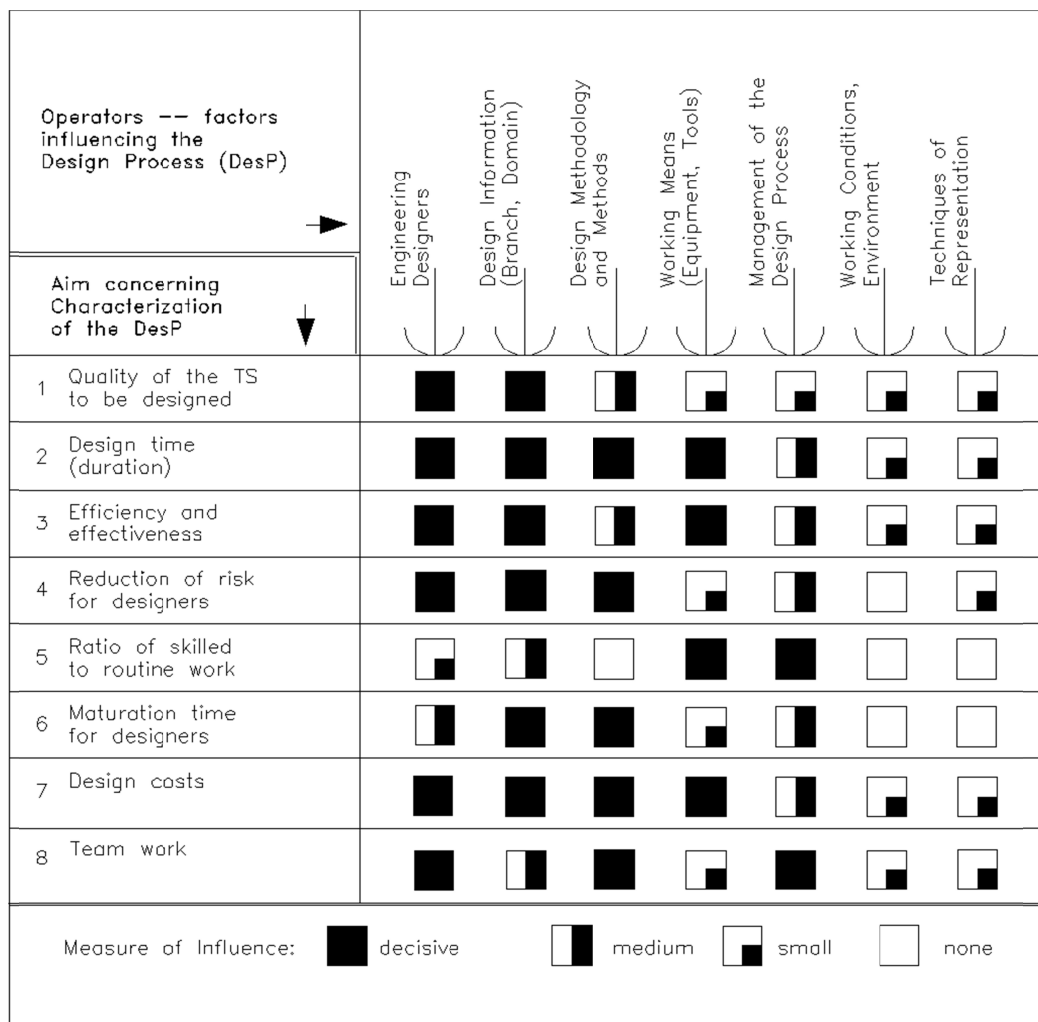 Operators -- factors
influencing the
Design Process (DesP)
Engineering
Designers
Design Information
(Branch, Domain)
Design Methodology
and Methods
Working Means
(Equipment, Tools)
Management of the
Design Process
Working Conditions,
Environment
Techniques of
Representation
Aim concerning
Characterization
of the DesP
1 Quality of the TS
to be designed
2 Design time
(duration)
3 Efficiency and
effectiveness
4 Reduction of risk
for designers
5 Ratio of skilled
to routine work
6 Maturation time
for designers
7 Design costs
8 Team work
Measure of Influence: decisive medium small none